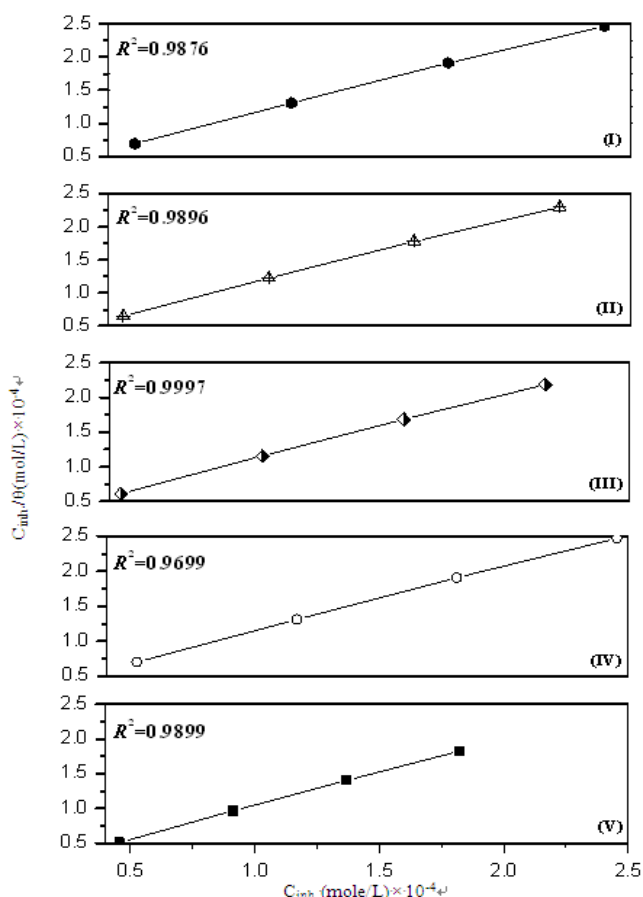 2.5
R²=0.9876
2.0
1.5
1.0
(I)
0.5
2.5
R²=0.9896
2.0
1.5
1.0
(II)
0.5
2.5
R²=0.9997
2.0
1.5
1.0
(III)
0.5
C_inh/θ(mol/L)×10⁻⁴↵
2.5
R²=0.9699
2.0
1.5
1.0
(IV)
0.5
2.5
R²=0.9899
2.0
1.5
1.0
(V)
0.5
0.5 1.0 1.5 2.0 2.5
C_inh (mole/L)×10⁻⁴↵